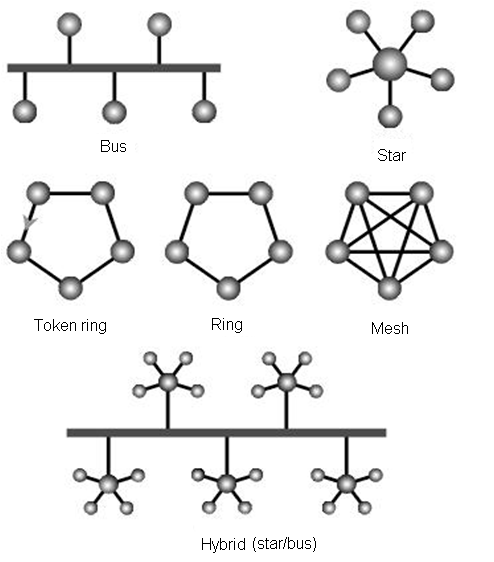 Bus
Star
Token ring
Ring
Mesh
Hybrid (star/bus)